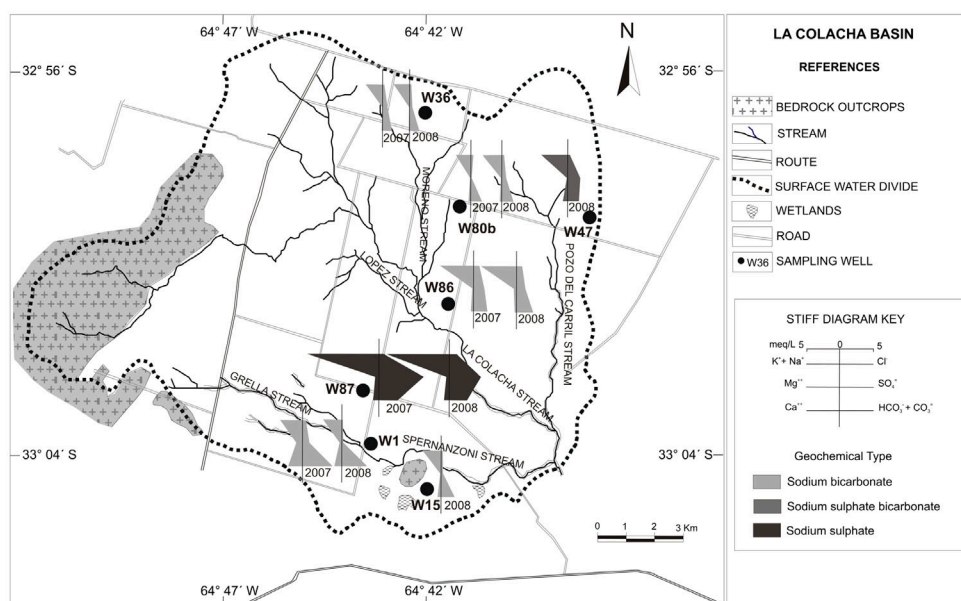 64° 47´ W
64° 42´ W
32° 56´ S
32° 56´ S
N
W36
2007
2008
MORENO STREAM
2007
2008
W80b
2008
W47
LOPEZ STREAM
POZO DEL CARRIL STREAM
W86
2007
2008
LA COLACHA STREAM
W87
2007
2008
GRELLA STREAM
W1
2007
2008
SPERNANZONI STREAM
33° 04´ S
33° 04´ S
W15
2008
0 1 2 3 Km
64° 47´ W
64° 42´ W
LA COLACHA BASIN
REFERENCES
BEDROCK OUTCROPS
STREAM
ROUTE
SURFACE WATER DIVIDE
WETLANDS
ROAD
W36 SAMPLING WELL
STIFF DIAGRAM KEY
meq/L 5 0 5
K⁺+ Na⁺ Cl⁻
Mg⁺⁺ SO₄⁼
Ca⁺⁺ HCO₃⁻ + CO₃⁼
Geochemical Type
Sodium bicarbonate
Sodium sulphate bicarbonate
Sodium sulphate